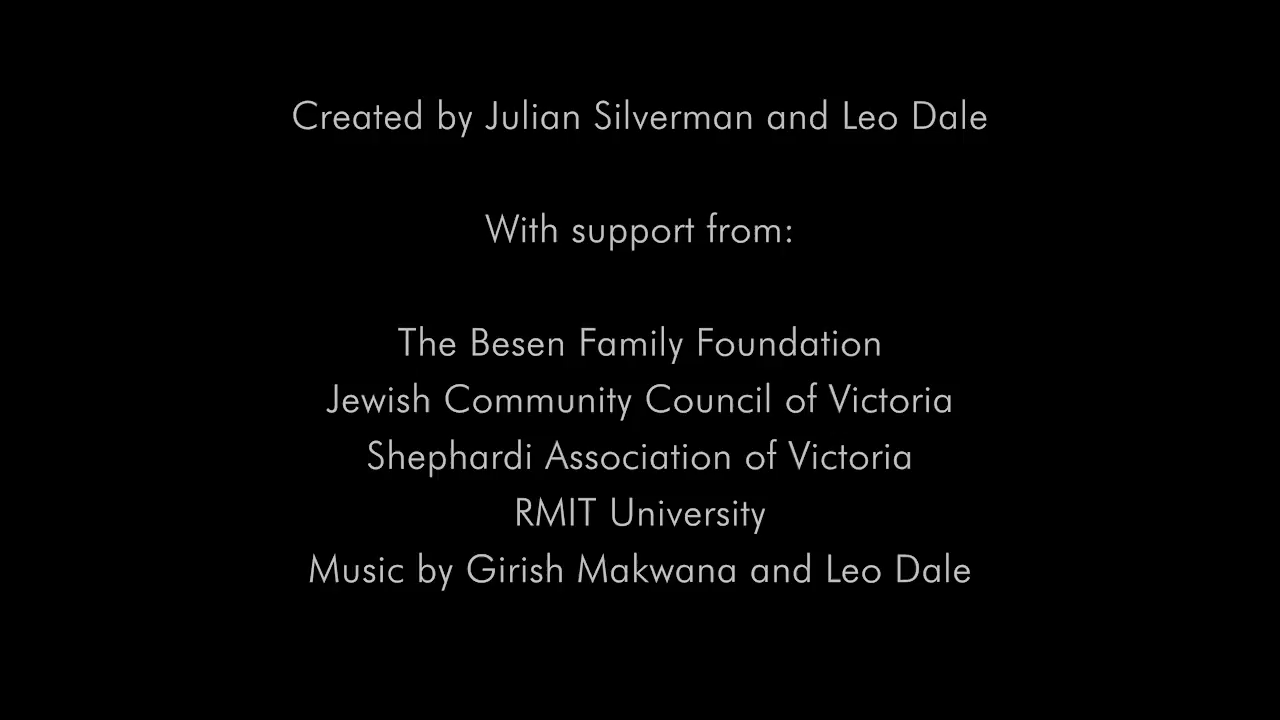 Created by Julian Silverman and Leo Dale
With support from:
The Besen Family Foundation
Jewish Community Council of Victoria
Shephardi Association of Victoria
RMIT University
Music by Girish Makwana and Leo Dale